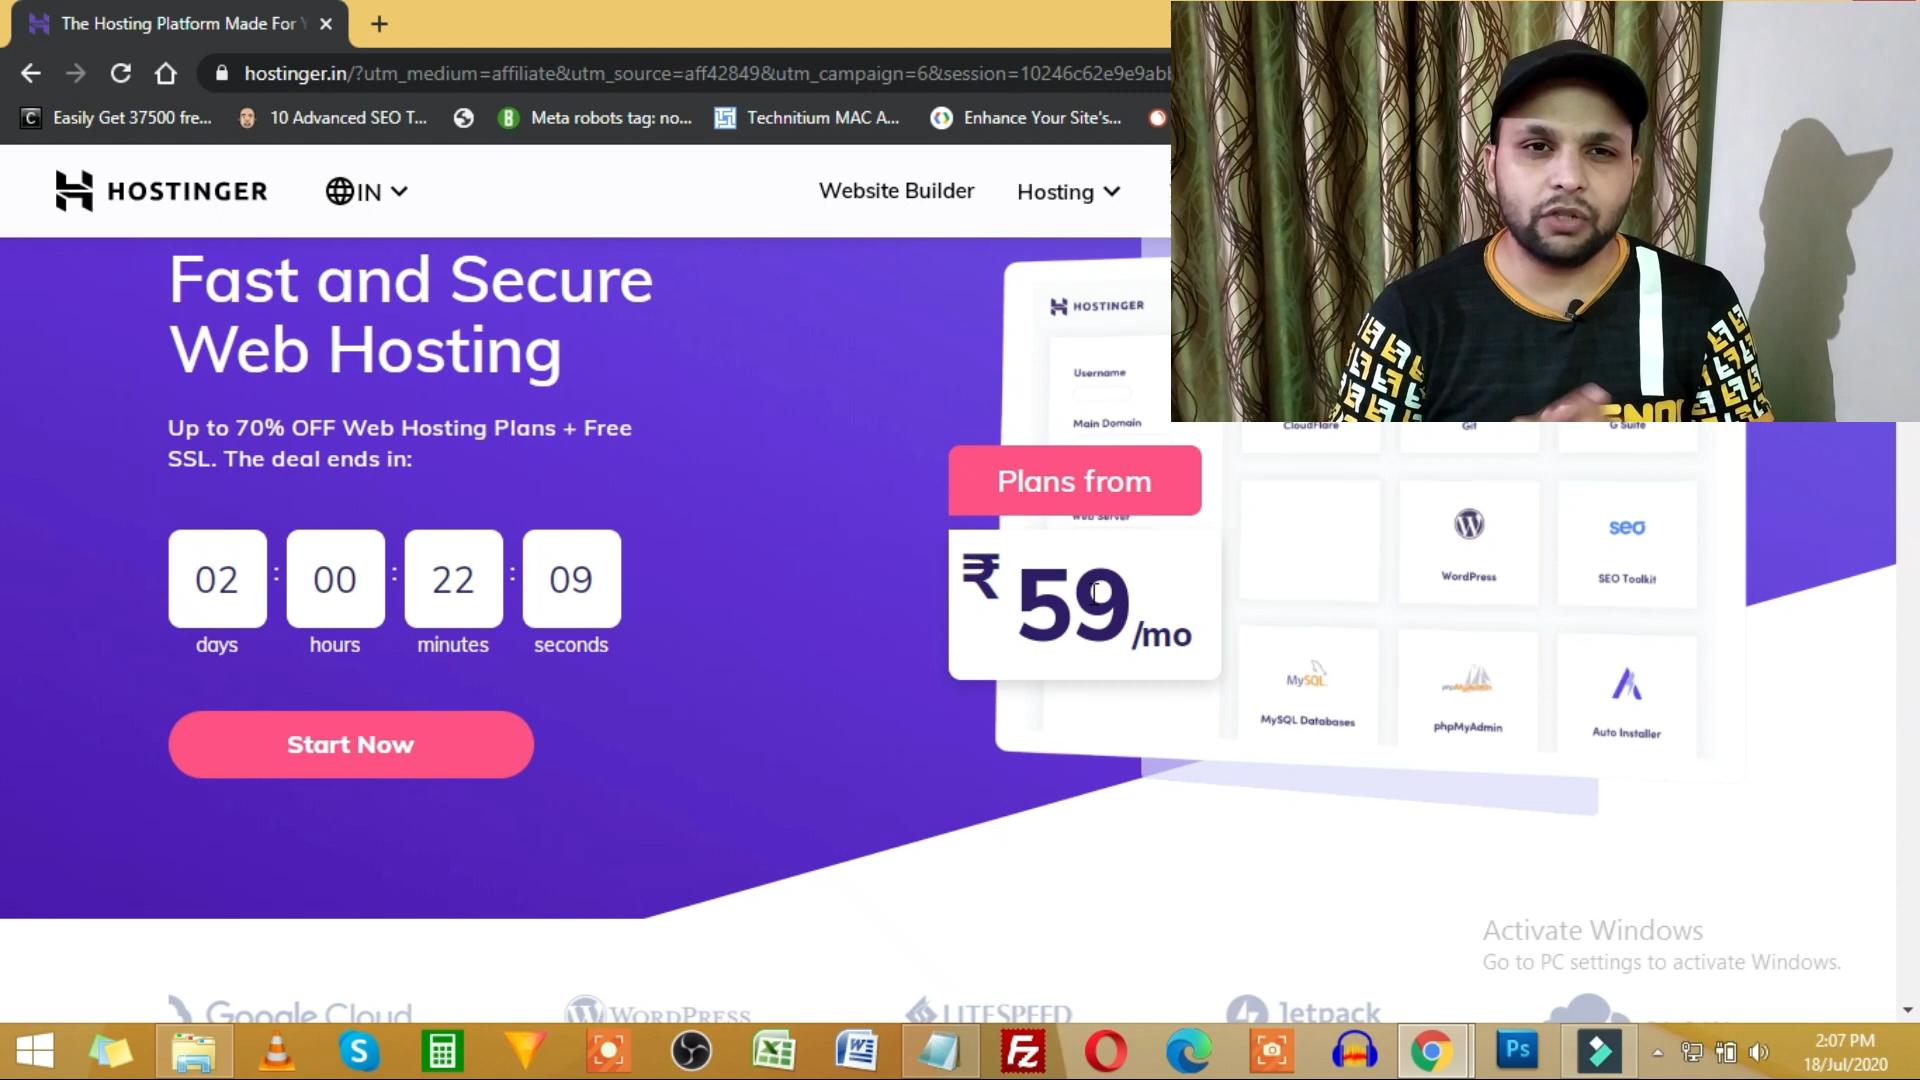 The Hosting Platform Made For
hostinger.in/?utm_medium=affiliate&utm_source=aff42849&utm_campaign=6&session=10246c62e9e9abb
Easily Get 37500 fre...
10 Advanced SEO T...
Meta robots tag: no...
Technitium MAC A...
Enhance Your Site's...
HOSTINGER
IN
Website Builder
Hosting
Fast and Secure
Web Hosting
Up to 70% OFF Web Hosting Plans + Free
SSL. The deal ends in:
02 : 00 : 22 : 09
days hours minutes seconds
Start Now
HOSTINGER
Username
Main Domain
Plans from
Web Server
₹ 59/mo
CloudFlare
Git
G Suite
WordPress
seo
SEO Toolkit
MySQL
MySQL Databases
phpMyAdmin
phpMyAdmin
Auto Installer
Activate Windows
Go to PC settings to activate Windows.
Google Cloud
WORDPRESS
LITESPEED
Jetpack
Ps
2:07 PM
18/Jul/2020